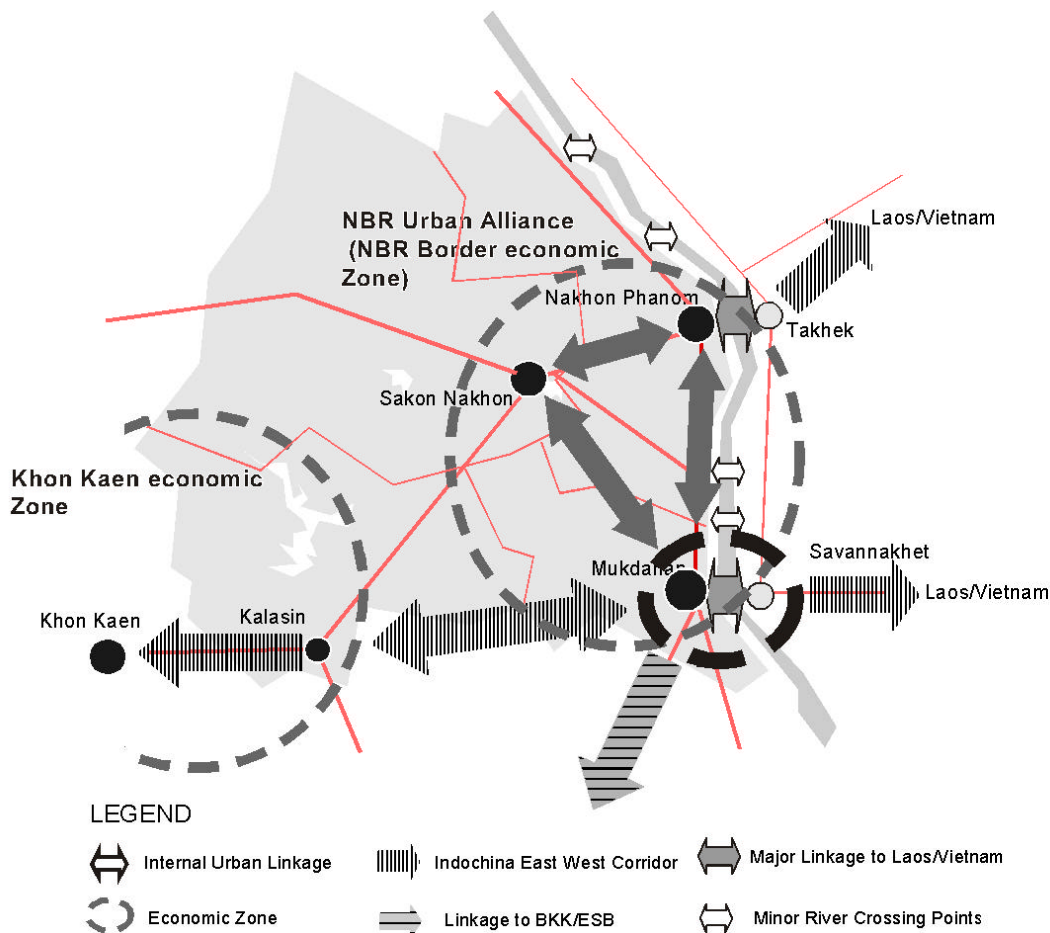 NBR Urban Alliance
(NBR Border economic
Zone)
Laos/Vietnam
Nakhon Phanom
Takhek
Sakon Nakhon
Khon Kaen economic
Zone
Mukdahan
Savannakhet
Laos/Vietnam
Khon Kaen
Kalasin
LEGEND
Internal Urban Linkage
Indochina East West Corridor
Major Linkage to Laos/Vietnam
Economic Zone
Linkage to BKK/ESB
Minor River Crossing Points